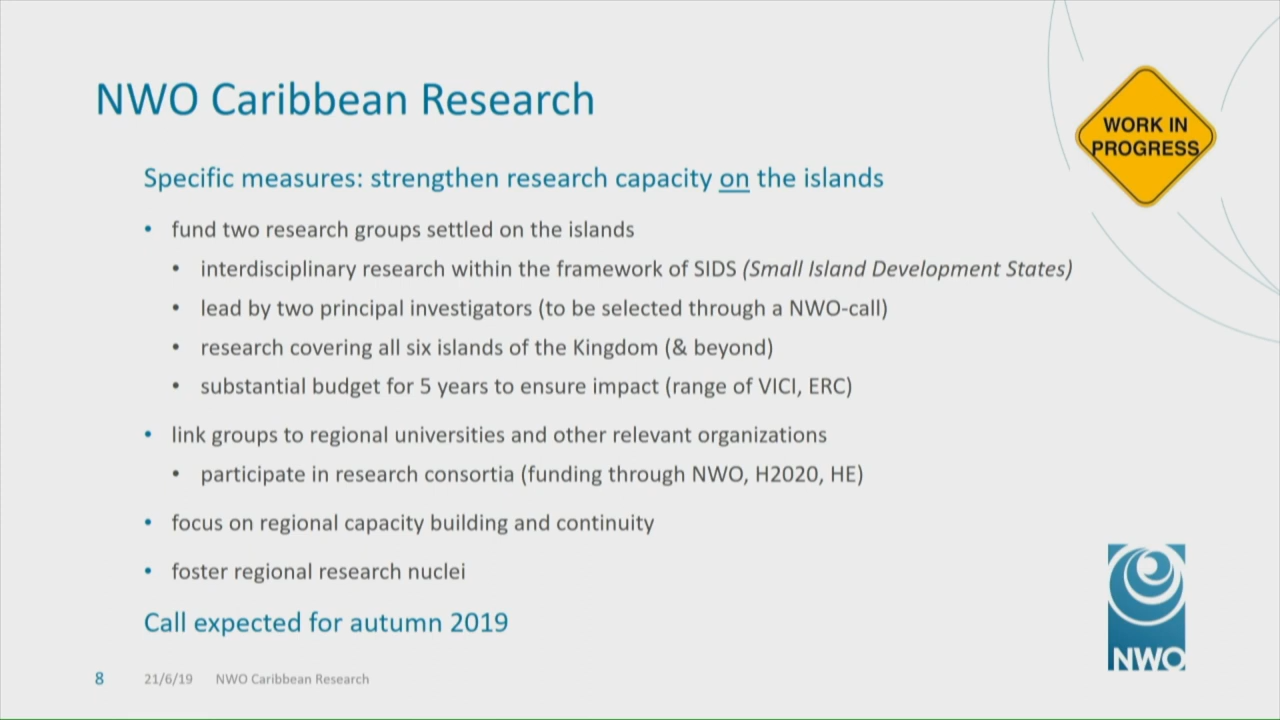 NWO Caribbean Research
WORK IN
PROGRESS
Specific measures: strengthen research capacity on the islands
• fund two research groups settled on the islands
• interdisciplinary research within the framework of SIDS (Small Island Development States)
• lead by two principal investigators (to be selected through a NWO-call)
• research covering all six islands of the Kingdom (& beyond)
• substantial budget for 5 years to ensure impact (range of VICI, ERC)
• link groups to regional universities and other relevant organizations
• participate in research consortia (funding through NWO, H2020, HE)
• focus on regional capacity building and continuity
• foster regional research nuclei
Call expected for autumn 2019
NWO
8 21/6/19 NWO Caribbean Research